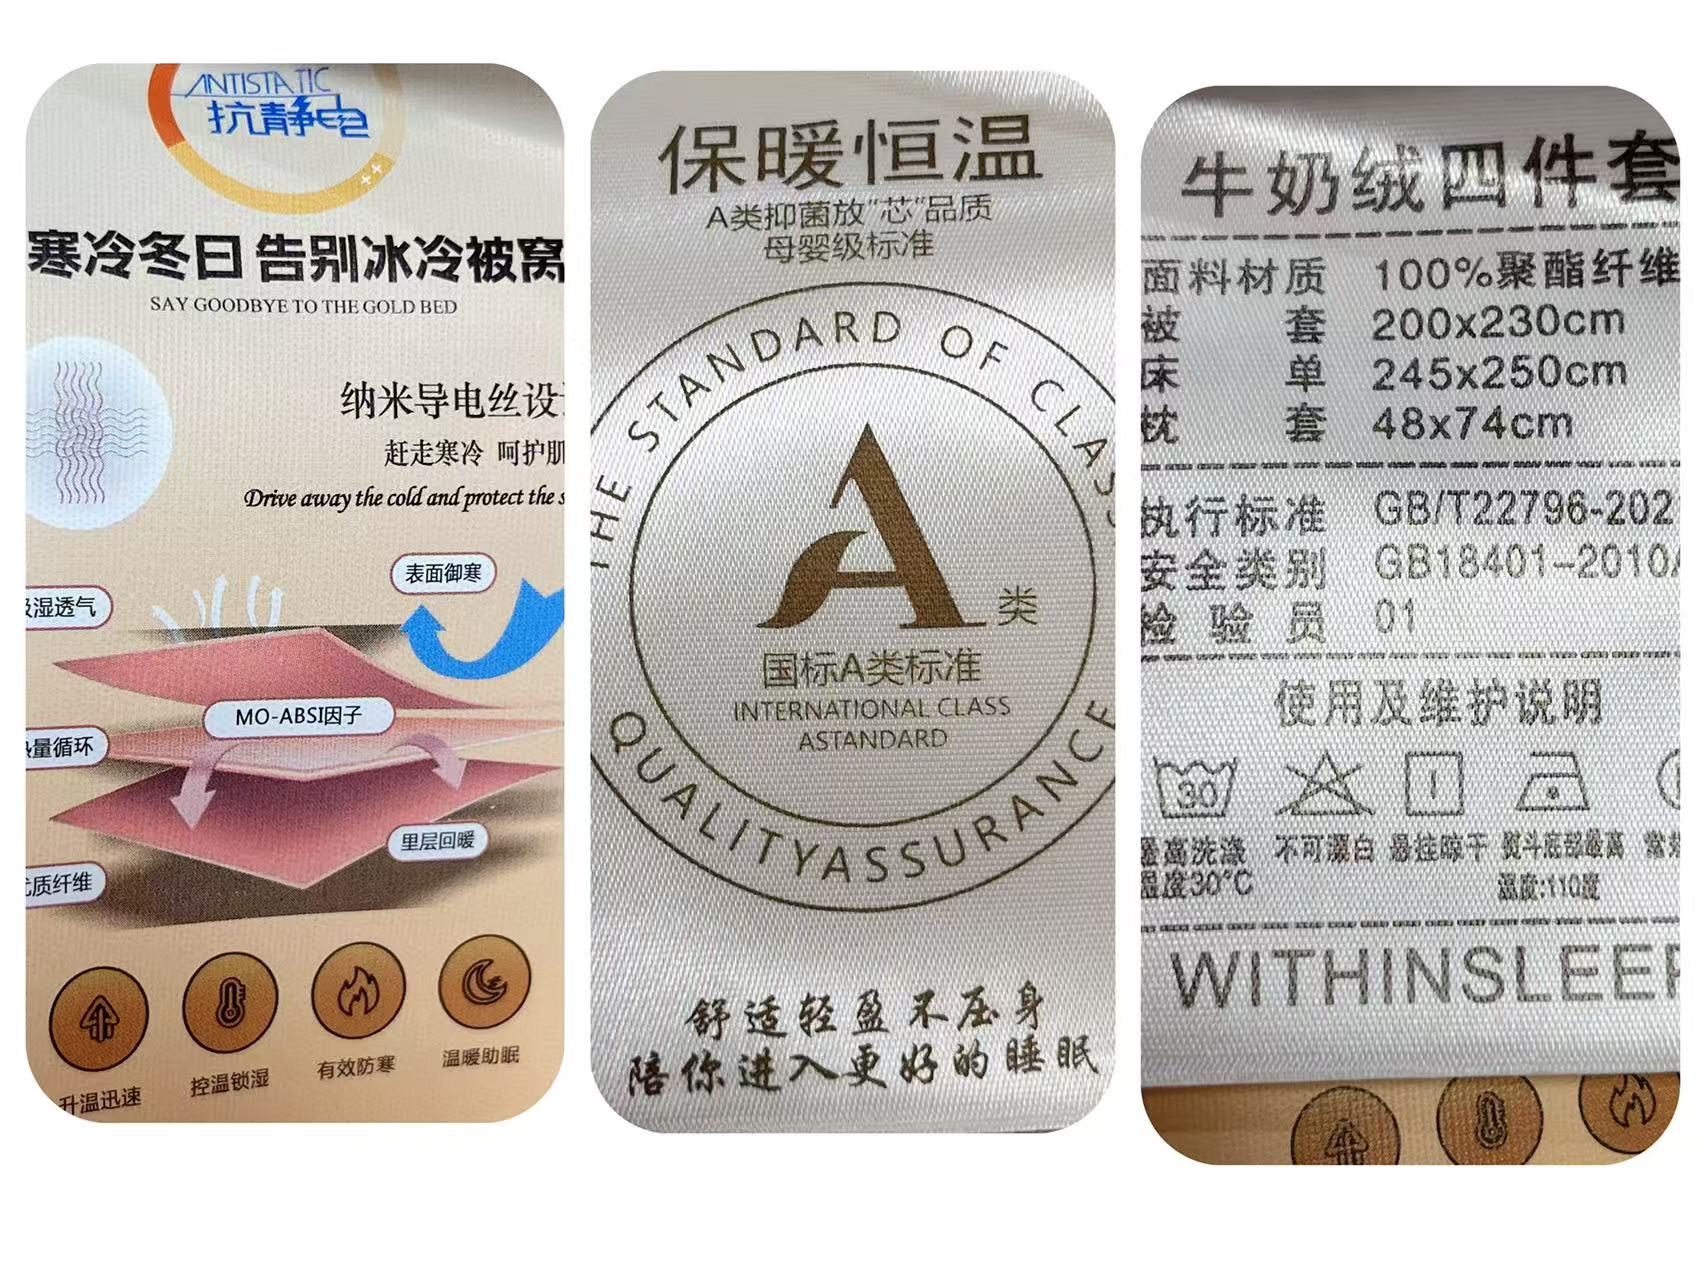 ANTISTATIC
抗静电
寒冷冬日 告别冰冷被窝
SAY GOODBYE TO THE GOLD BED
纳米导电丝设
赶走寒冷 呵护肌
Drive away the cold and protect the s
表面御寒
吸湿透气
MO-ABSI因子
热量循环
里层回暖
优质纤维
升温迅速
控温锁湿
有效防寒
温暖助眠
保暖恒温
A类抑菌放“芯”品质
母婴级标准
THE STANDARD OF CLASS
A类
国标A类标准
INTERNATIONAL CLASS
ASTANDARD
QUALITYASSURANCE
舒适轻盈不压身
陪你进入更好的睡眠
牛奶绒四件套
面料材质 100%聚酯纤维
被套 200x230cm
床单 245x250cm
枕套 48x74cm
执行标准 GB/T22796-202
安全类别 GB18401-2010
检验员 01
使用及维护说明
30
最高洗涤
温度30°C
不可漂白
悬挂晾干
熨斗底部最高
温度:110度
WITHINSLEEP